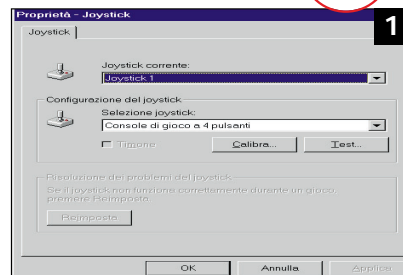 Proprietà - Joystick
1
Joystick
Joystick corrente:
Joystick 1
Configurazione del joystick
Selezione joystick:
Console di gioco a 4 pulsanti
Timone
Calibra...
Test...
Risoluzione dei problemi del joystick
Se il joystick non funziona correttamente durante un gioco,
premere Reimposta.
Reimposta
OK
Annulla
Applica